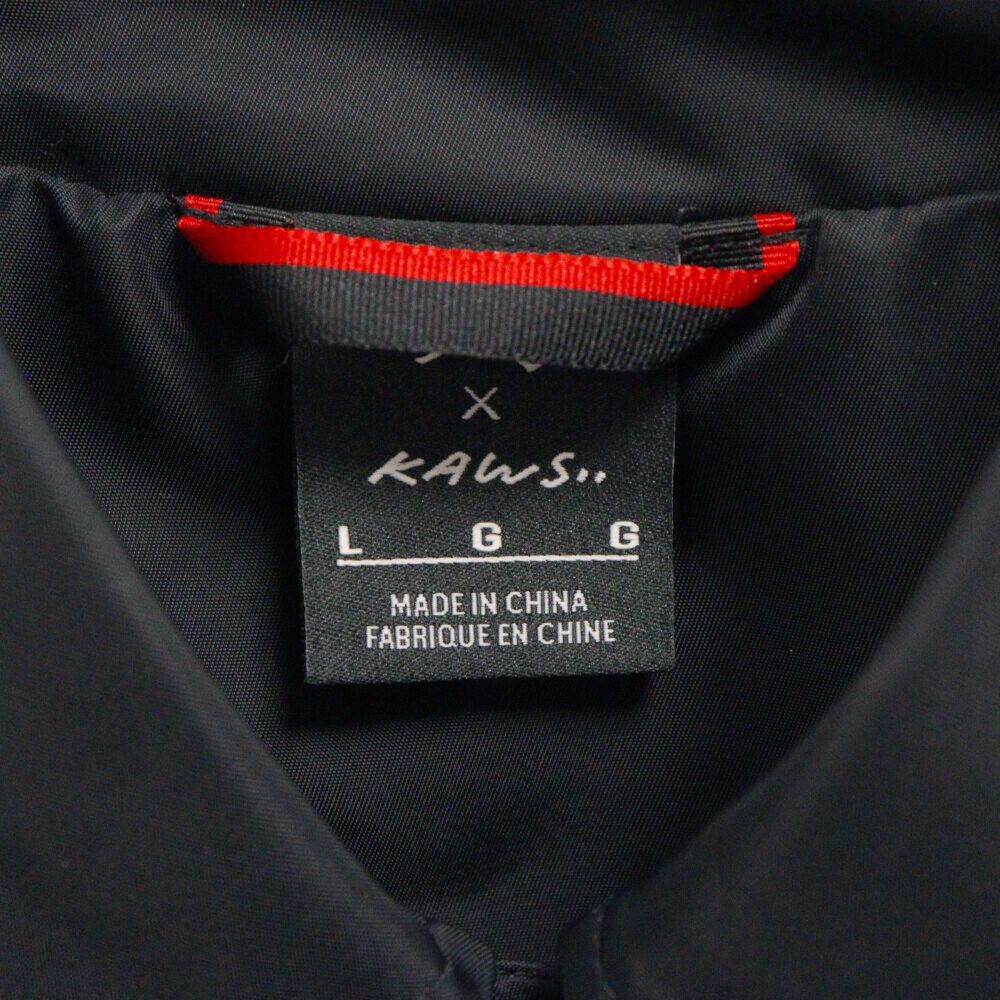 X
KAWS..
L G G
MADE IN CHINA
FABRIQUE EN CHINE